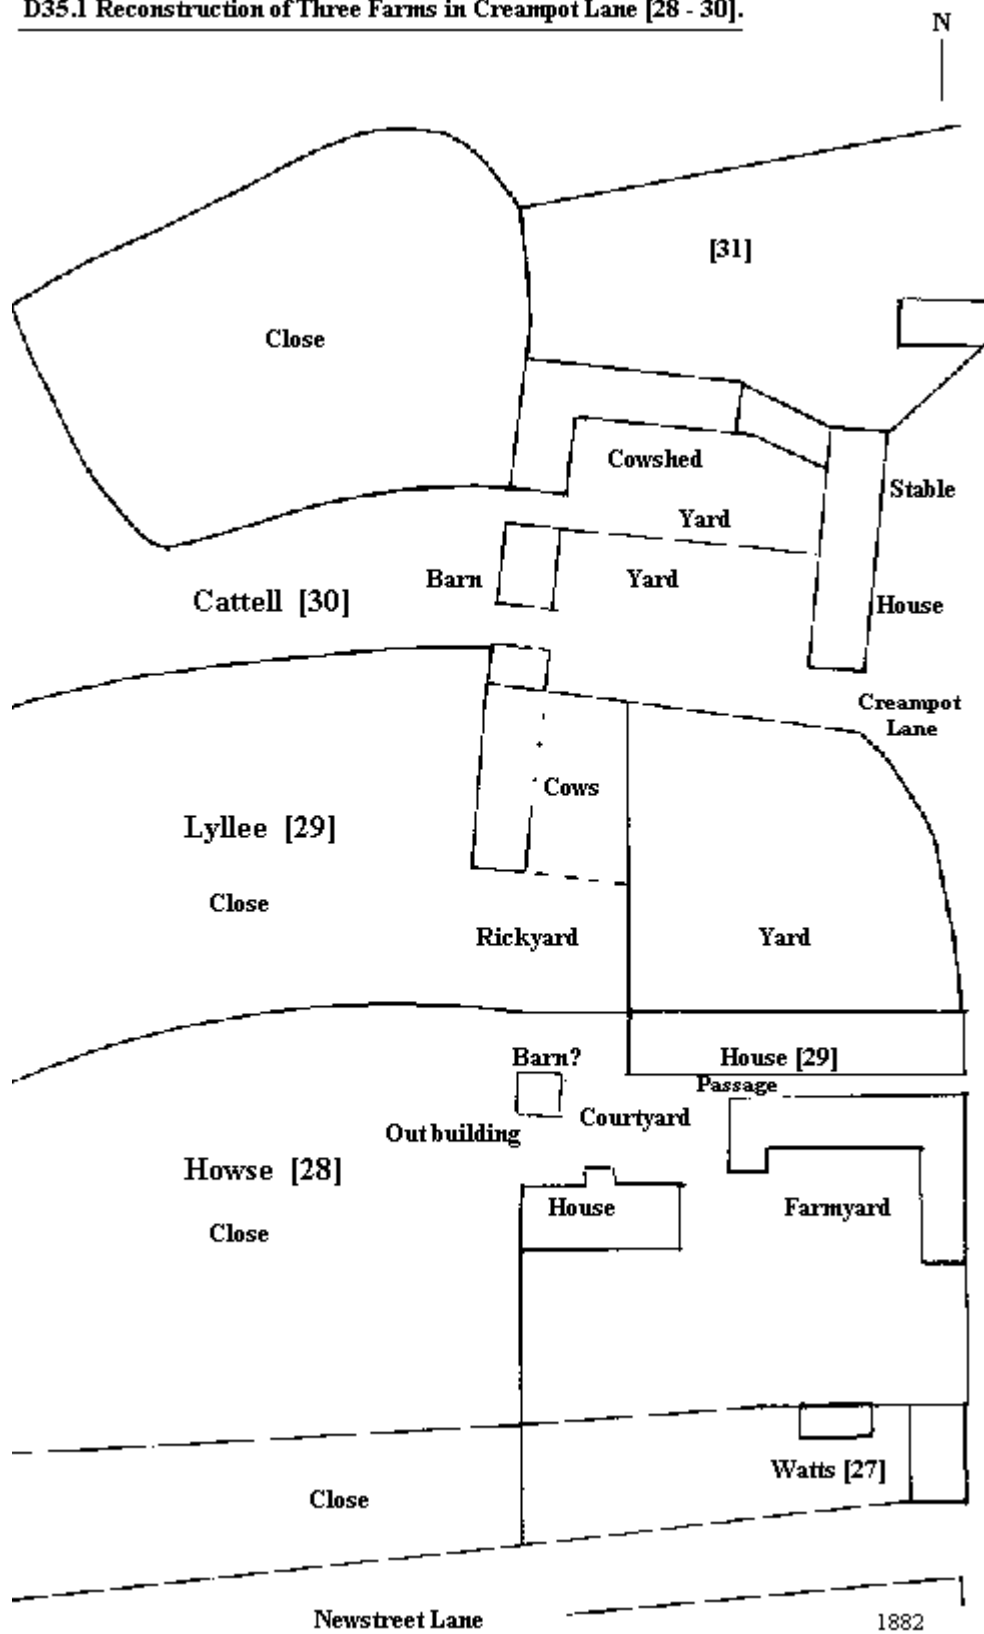 D35.1 Reconstruction of Three Farms in Creampot Lane [28 - 30].
N
[31]
Close
Cowshed
Stable
Yard
Barn
Yard
Cattell [30]
House
Creampot
Lane
Cows
Lyllee [29]
Close
Rickyard
Yard
Barn?
House [29]
Passage
Courtyard
Outbuilding
Howse [28]
House
Farmyard
Close
Watts [27]
Close
Newstreet Lane
1882